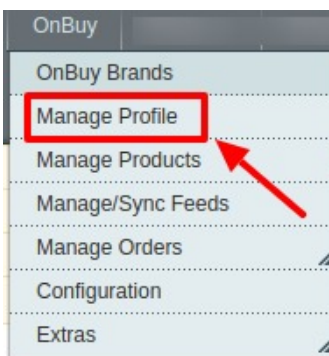 OnBuy
OnBuy Brands
Manage Profile
Manage Products
Manage/Sync Feeds
Manage Orders
Configuration
Extras